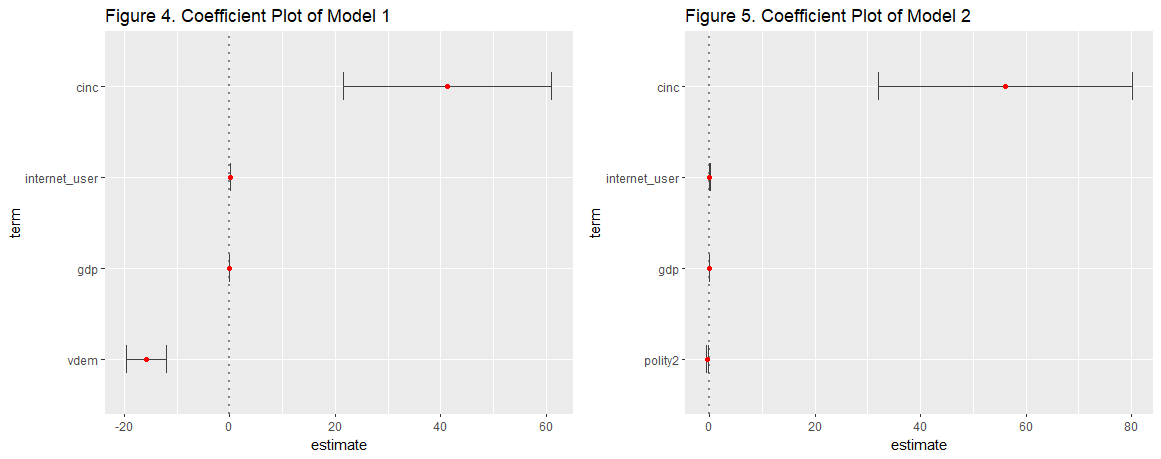 Figure 4. Coefficient Plot of Model 1
cinc
internet_user
gdp
vdem
term
-20 0 20 40 60
estimate
Figure 5. Coefficient Plot of Model 2
cinc
internet_user
gdp
polity2
term
0 20 40 60 80
estimate